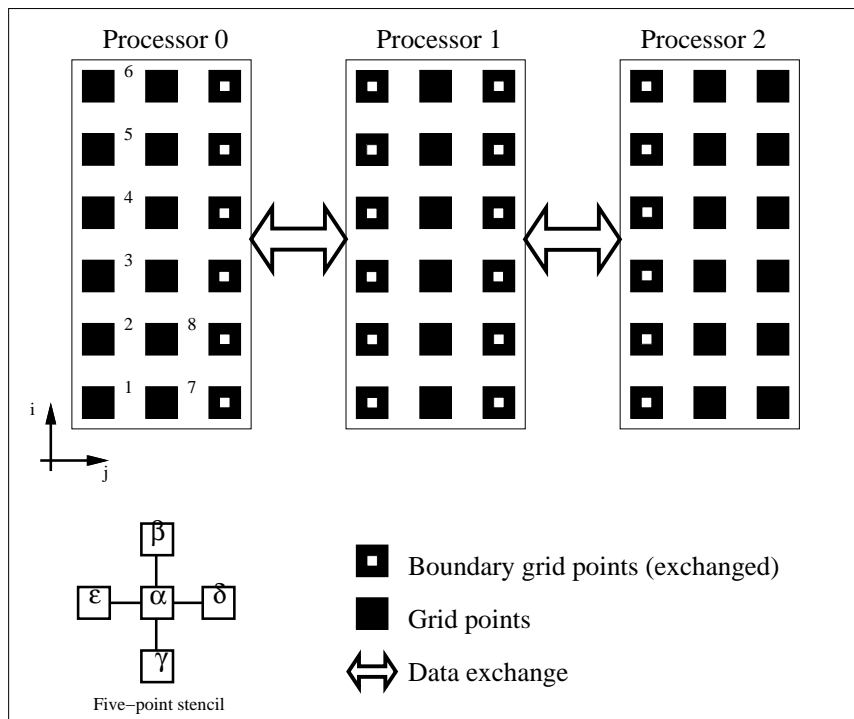 Processor 0
Processor 1
Processor 2
6
5
4
3
2
8
1
7
i
j
β
ε
α
δ
γ
Five−point stencil
Boundary grid points (exchanged)
Grid points
Data exchange